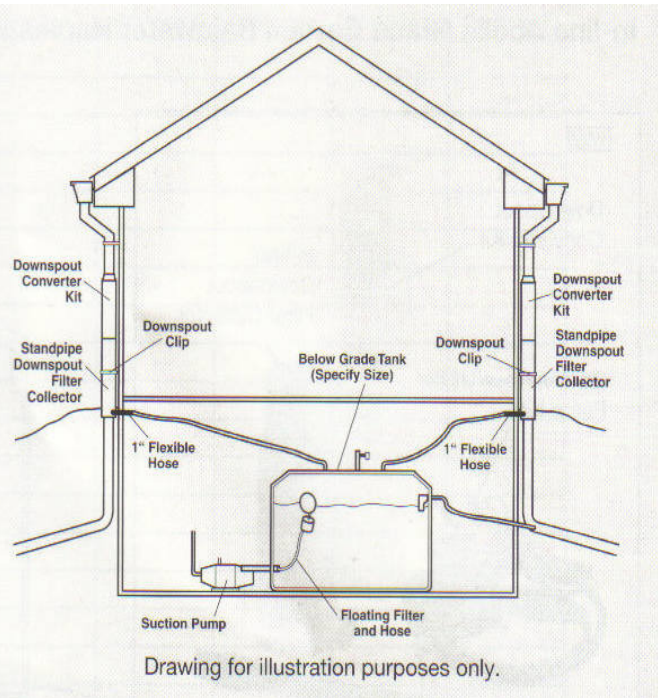 Downspout
Converter
Kit
Downspout
Clip
Standpipe
Downspout
Filter
Collector
1" Flexible
Hose
Below Grade Tank
(Specify Size)
Downspout
Converter
Kit
Downspout
Clip
Standpipe
Downspout
Filter
Collector
1" Flexible
Hose
Suction Pump
Floating Filter
and Hose
Drawing for illustration purposes only.